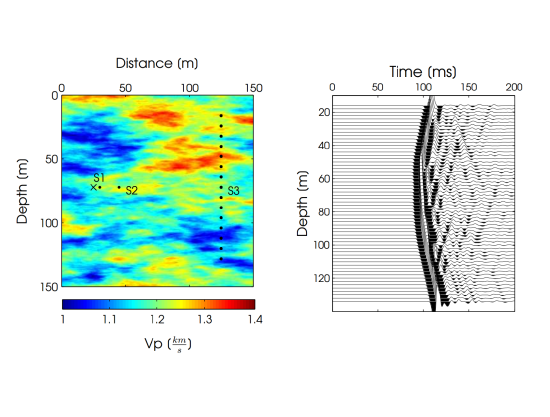 Distance (m)
0 50 100 150
Depth (m)
0
50
100
150
S1
S2
S3
1 1.1 1.2 1.3 1.4
Vp (km/s)
Time (ms)
0 50 100 150 200
Depth (m)
20
40
60
80
100
120